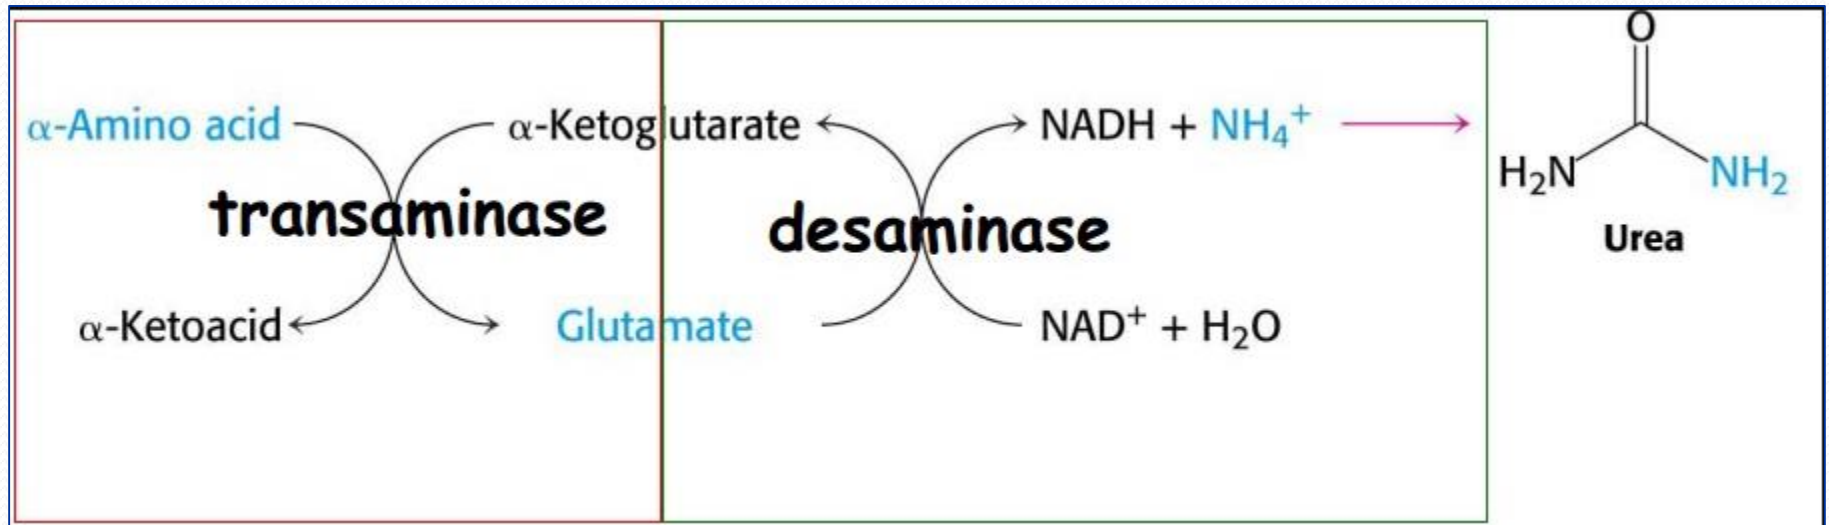 O
α-Amino acid α-Ketoglutarate NADH + NH₄⁺
H₂N NH₂
transaminase desaminase
Urea
α-Ketoacid Glutamate NAD⁺ + H₂O